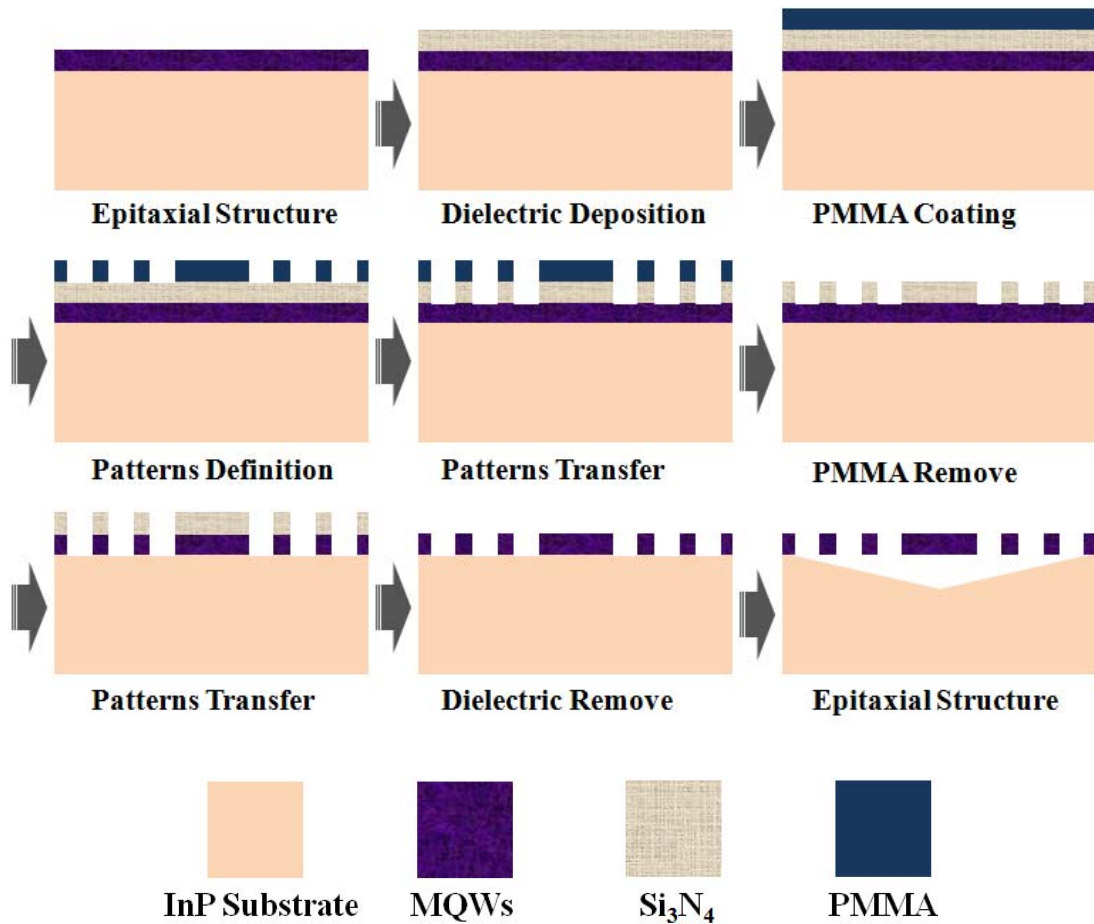 Epitaxial Structure
Dielectric Deposition
PMMA Coating
Patterns Definition
Patterns Transfer
PMMA Remove
Patterns Transfer
Dielectric Remove
Epitaxial Structure
InP Substrate
MQWs
Si₃N₄
PMMA